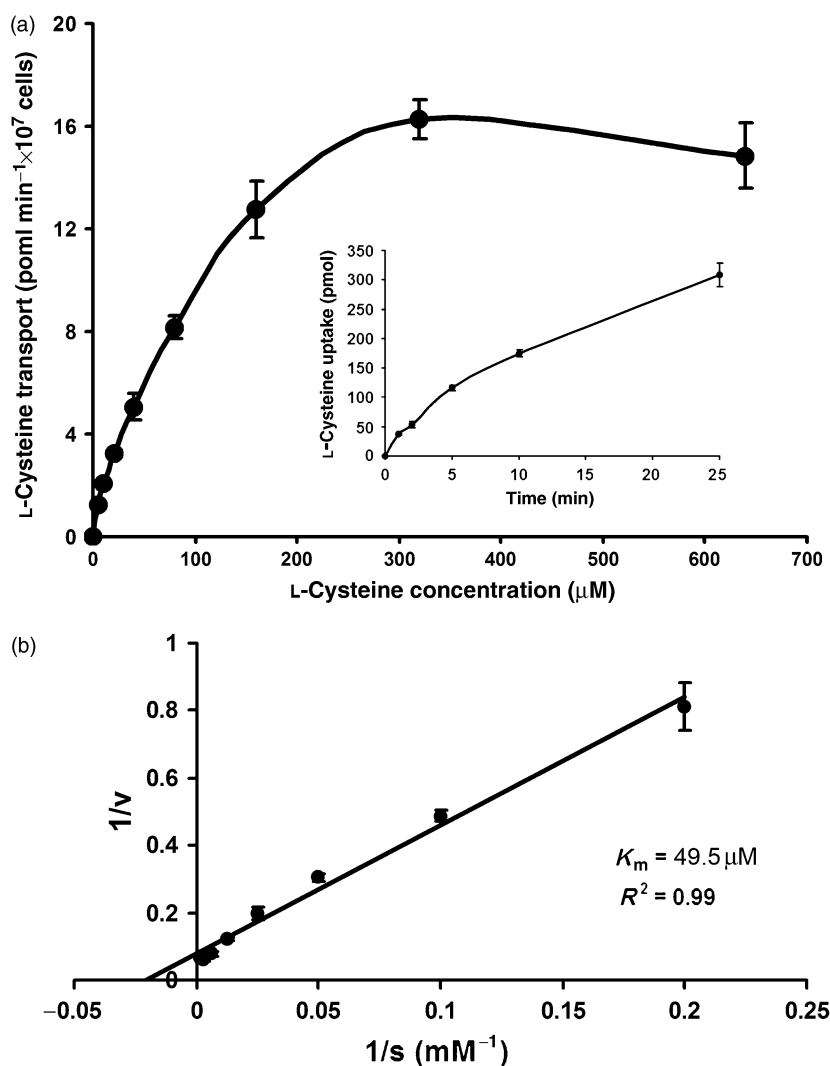 (a)
20
16
12
8
4
0
L-Cysteine transport (poml min⁻¹×10⁷ cells)
0 100 200 300 400 500 600 700
L-Cysteine concentration (μM)
350
300
250
200
150
100
50
0
L-Cysteine uptake (pmol)
0 5 10 15 20 25
Time (min)
(b)
1
0.8
0.6
0.4
0.2
0
1/v
Km = 49.5 μM
R² = 0.99
−0.05 0 0.05 0.1 0.15 0.2 0.25
1/s (mM⁻¹)